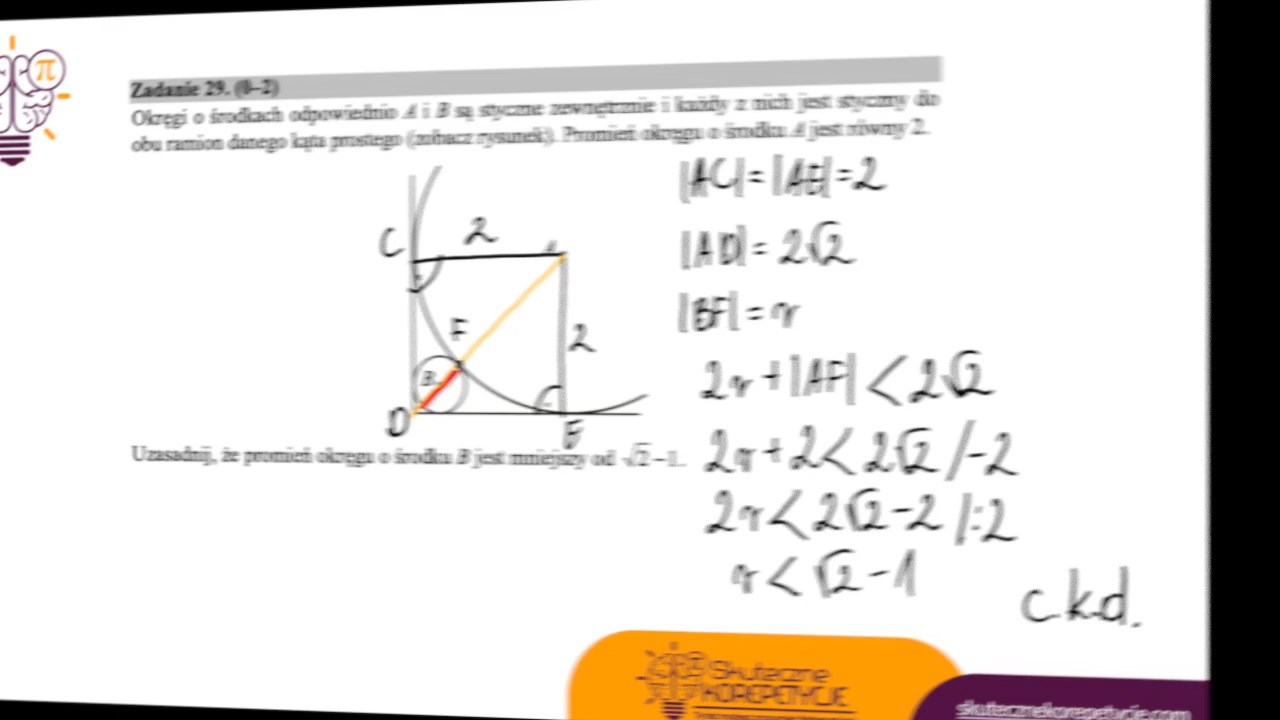 π
Zadanie 29. (0–2)
Okręgi o środkach odpowiednio A i B są styczne zewnętrznie i każdy z nich jest styczny do
obu ramion danego kąta prostego (zobacz rysunek). Promień okręgu o środku A jest równy 2.
|AC| = |AE| = 2
C 2 A
|AD| = 2√2
|BF| = r
F 2
2r + |AF| < 2√2
B
D E
Uzasadnij, że promień okręgu o środku B jest mniejszy od √2 – 1.
2r + 2 < 2√2 /-2
2r < 2√2 - 2 /:2
r < √2 - 1
c.k.d.
Skuteczne
KOREPETYCJE
skutecznekorepetycje.com